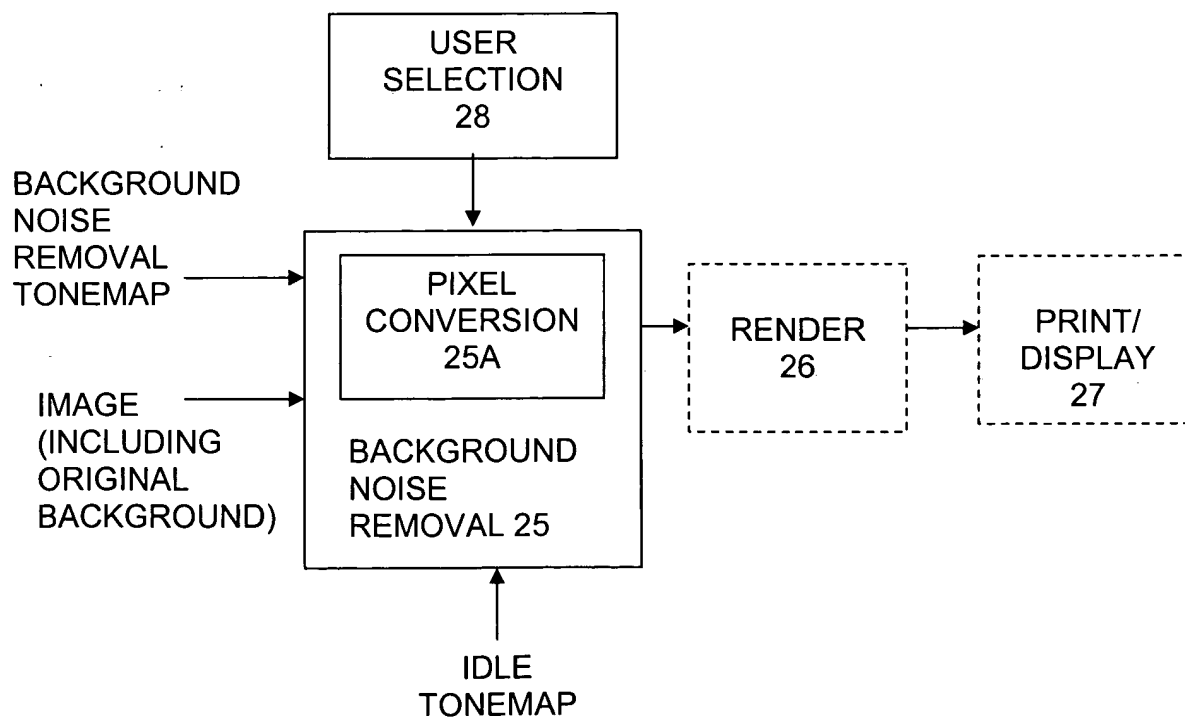 USER
SELECTION
28
BACKGROUND
NOISE
REMOVAL
TONEMAP
PIXEL
CONVERSION
25A
IMAGE
(INCLUDING
ORIGINAL
BACKGROUND)
BACKGROUND
NOISE
REMOVAL 25
RENDER
26
PRINT/
DISPLAY
27
IDLE
TONEMAP